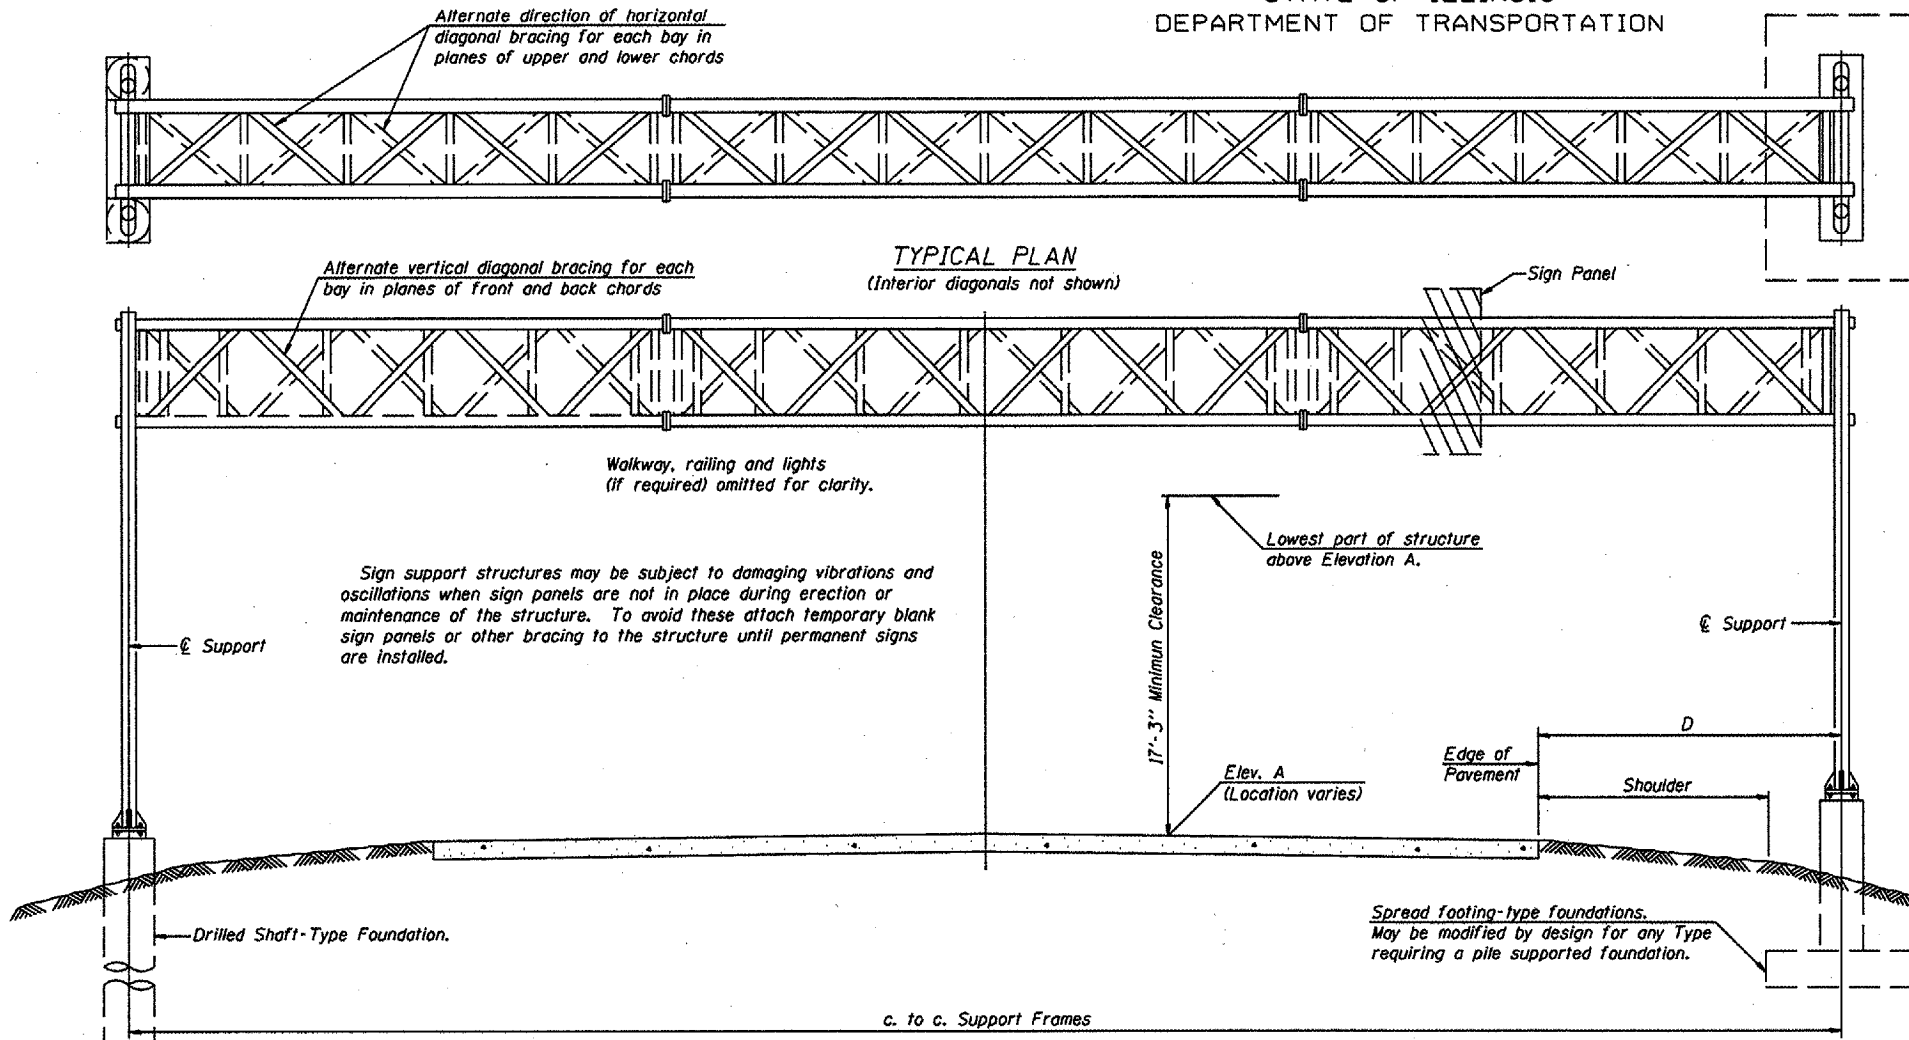 DEPARTMENT OF TRANSPORTATION
Alternate direction of horizontal
diagonal bracing for each bay in
planes of upper and lower chords
TYPICAL PLAN
(Interior diagonals not shown)
Alternate vertical diagonal bracing for each
bay in planes of front and back chords
Sign Panel
Walkway, railing and lights
(if required) omitted for clarity.
Lowest part of structure
above Elevation A.
Sign support structures may be subject to damaging vibrations and
oscillations when sign panels are not in place during erection or
maintenance of the structure. To avoid these attach temporary blank
sign panels or other bracing to the structure until permanent signs
are installed.
℄ Support
℄ Support
17'-3" Minimun Clearance
D
Edge of
Pavement
Shoulder
Elev. A
(Location varies)
Drilled Shaft-Type Foundation.
Spread footing-type foundations.
May be modified by design for any Type
requiring a pile supported foundation.
c. to c. Support Frames